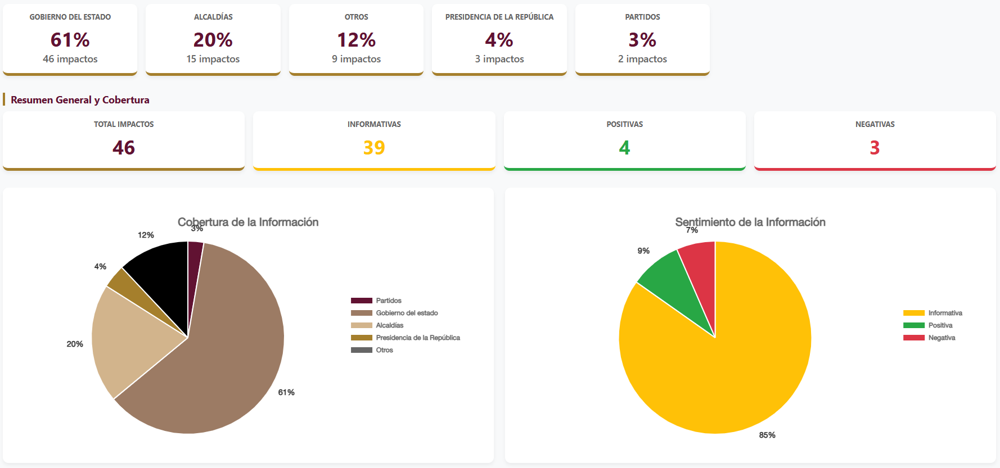 GOBIERNO DEL ESTADO
61%
46 impactos
ALCALDÍAS
20%
15 impactos
OTROS
12%
9 impactos
PRESIDENCIA DE LA REPÚBLICA
4%
3 impactos
PARTIDOS
3%
2 impactos
Resumen General y Cobertura
TOTAL IMPACTOS
46
INFORMATIVAS
39
POSITIVAS
4
NEGATIVAS
3
Cobertura de la Información
3%
12%
4%
20%
61%
Partidos
Gobierno del estado
Alcaldías
Presidencia de la República
Otros
Sentimiento de la Información
7%
9%
85%
Informativa
Positiva
Negativa